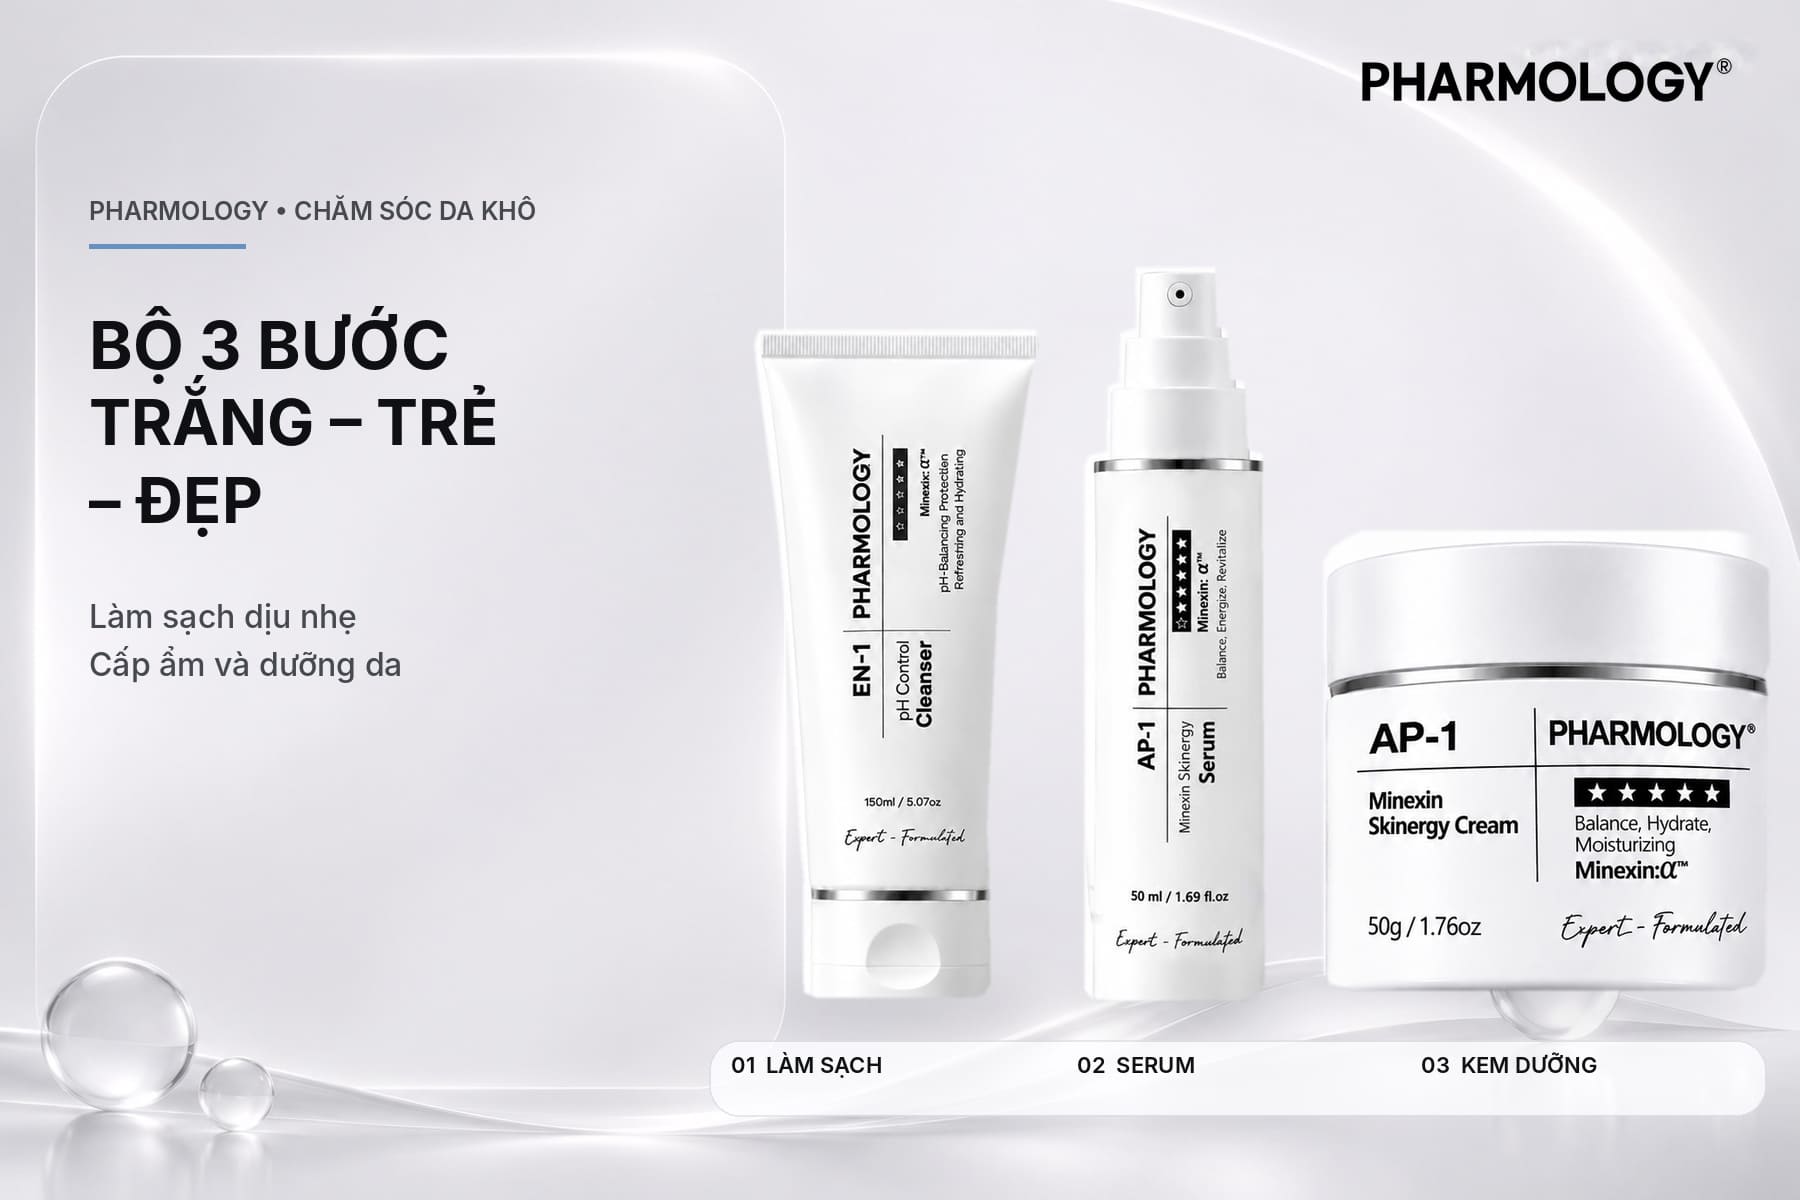 PHARMOLOGY®
PHARMOLOGY • CHĂM SÓC DA KHÔ
BỘ 3 BƯỚC
TRẮNG – TRẺ
– ĐẸP
Làm sạch dịu nhẹ
Cấp ẩm và dưỡng da
EN-1 PHARMOLOGY
pH Control
Cleanser
Minexix: α™
pH-Balancing Protection
Refreshing and Hydrating
150ml / 5.07oz
Expert - Formulated
AP-1 PHARMOLOGY
Minexin Skinergy
Serum
Minexin: α™
Balance, Energize, Revitalize
50 ml / 1.69 fl.oz
Expert - Formulated
AP-1
PHARMOLOGY®
Minexin
Skinergy Cream
Balance, Hydrate,
Moisturizing
Minexin:α™
50g / 1.76oz
Expert - Formulated
01 LÀM SẠCH
02 SERUM
03 KEM DƯỠNG